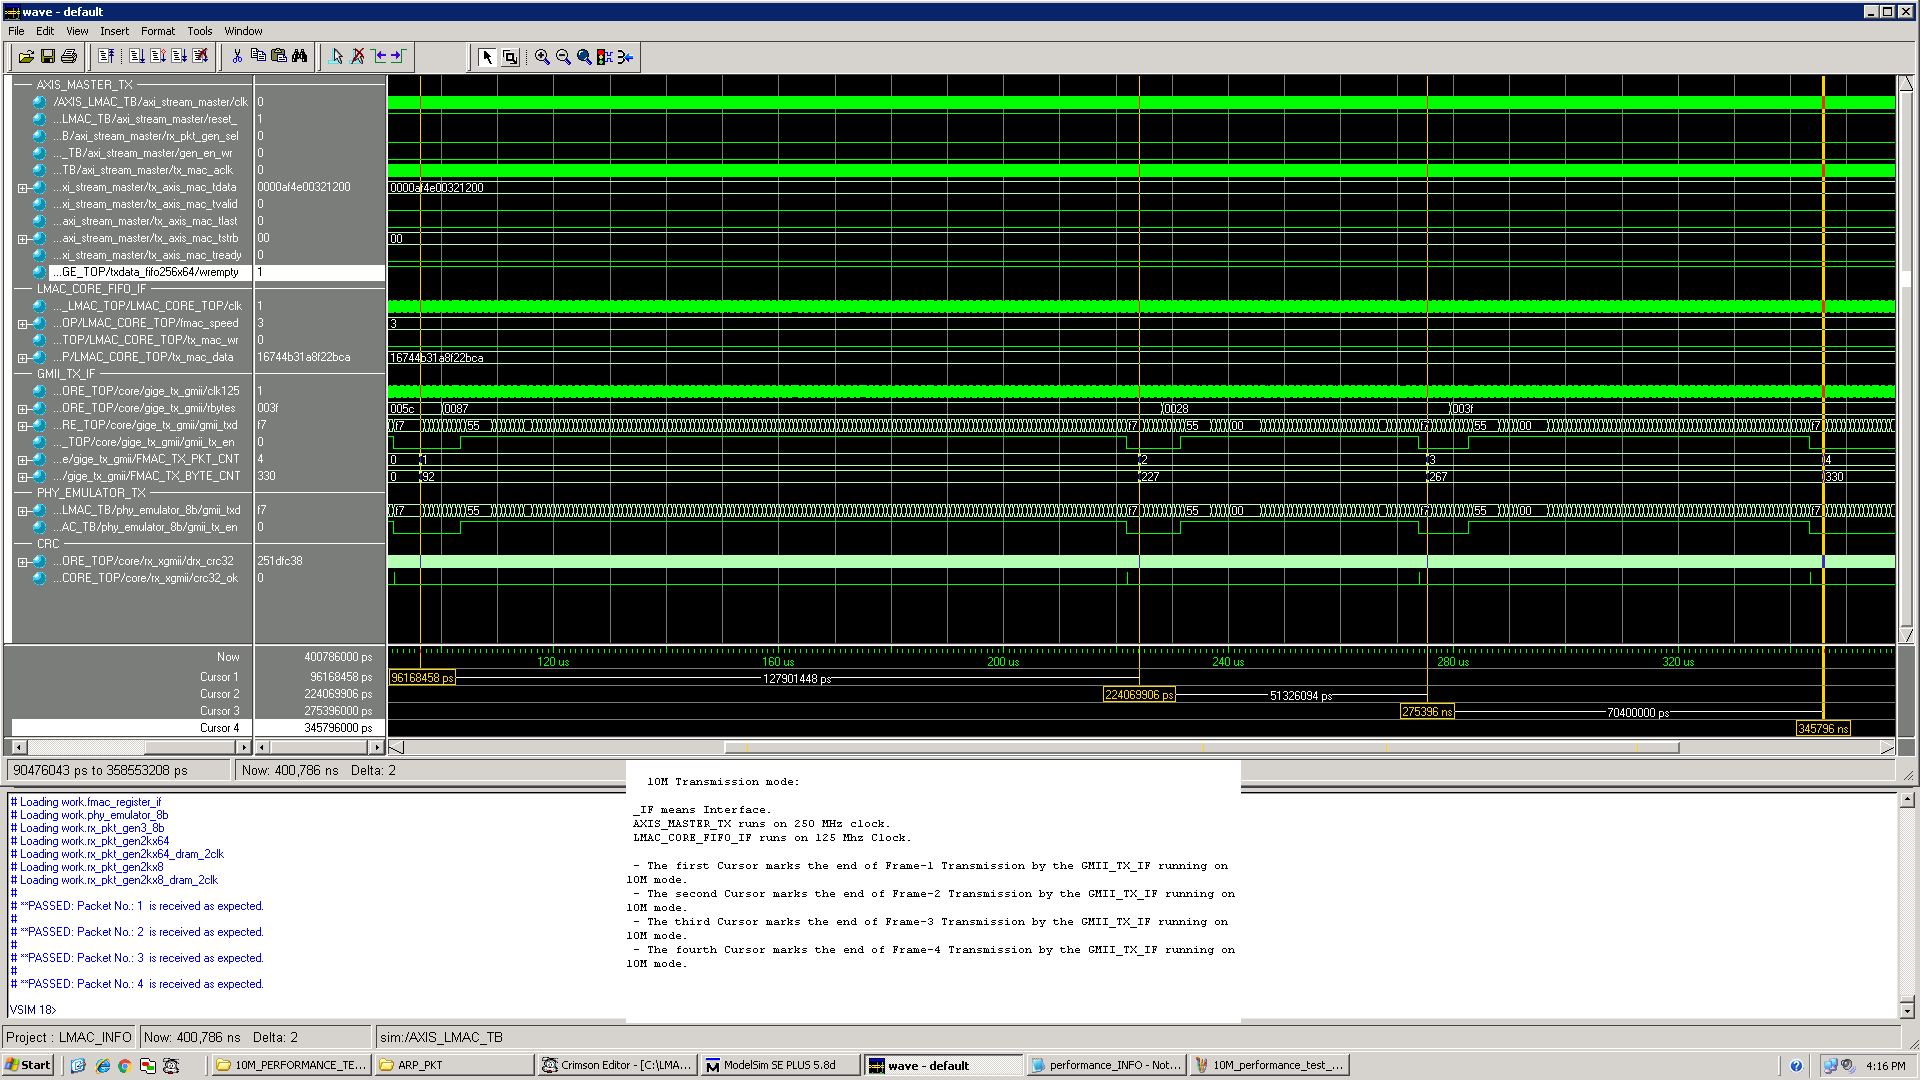 wave - default
File Edit View Insert Format Tools Window
AXIS_MASTER_TX
/AXIS_LMAC_TB/axi_stream_master/clk 0
...LMAC_TB/axi_stream_master/reset_ 1
...B/axi_stream_master/rx_pkt_gen_sel 0
..._TB/axi_stream_master/gen_en_wr 0
...TB/axi_stream_master/tx_mac_aclk 0
...xi_stream_master/tx_axis_mac_tdata 0000af4e00321200 0000af4e00321200
...xi_stream_master/tx_axis_mac_tvalid 0
...axi_stream_master/tx_axis_mac_tlast 0
...axi_stream_master/tx_axis_mac_tstrb 00 00
...xi_stream_master/tx_axis_mac_tready 0
...GE_TOP/txdata_fifo256x64/wrempty 1
LMAC_CORE_FIFO_IF
..._LMAC_TOP/LMAC_CORE_TOP/clk 1
...OP/LMAC_CORE_TOP/fmac_speed 3 3
...TOP/LMAC_CORE_TOP/tx_mac_wr 0
...P/LMAC_CORE_TOP/tx_mac_data 16744b31a8f22bca 16744b31a8f22bca
GMII_TX_IF
...ORE_TOP/core/gige_tx_gmii/clk125 1
...ORE_TOP/core/gige_tx_gmii/rbytes 003f 005c 0087 0028 003f
...RE_TOP/core/gige_tx_gmii/gmii_txd f7 f7 55 f7 55 00 f7 55 00 f7
..._TOP/core/gige_tx_gmii/gmii_tx_en 0
...e/gige_tx_gmii/FMAC_TX_PKT_CNT 4 0 1 2 3 4
.../gige_tx_gmii/FMAC_TX_BYTE_CNT 330 0 92 227 267 330
PHY_EMULATOR_TX
...LMAC_TB/phy_emulator_8b/gmii_txd f7 f7 55 f7 55 00 f7 55 00 f7
...AC_TB/phy_emulator_8b/gmii_tx_en 0
CRC
...ORE_TOP/core/rx_xgmii/drx_crc32 251dfc38
...CORE_TOP/core/rx_xgmii/crc32_ok 0
Now 400786000 ps 120 us 160 us 200 us 240 us 280 us 320 us
Cursor 1 96168458 ps 96168458 ps 127901448 ps
Cursor 2 224069906 ps 224069906 ps 51326094 ps
Cursor 3 275396000 ps 275396 ns 70400000 ps
Cursor 4 345796000 ps 345796 ns
90476043 ps to 358553208 ps Now: 400,786 ns Delta: 2
# Loading work.fmac_register_if
# Loading work.phy_emulator_8b
# Loading work.rx_pkt_gen3_8b
# Loading work.rx_pkt_gen2kx64
# Loading work.rx_pkt_gen2kx64_dram_2clk
# Loading work.rx_pkt_gen2kx8
# Loading work.rx_pkt_gen2kx8_dram_2clk
#
# **PASSED: Packet No.: 1 is received as expected.
#
# **PASSED: Packet No.: 2 is received as expected.
#
# **PASSED: Packet No.: 3 is received as expected.
#
# **PASSED: Packet No.: 4 is received as expected.
VSIM 18>
10M Transmission mode:
_IF means Interface.
AXIS_MASTER_TX runs on 250 MHz clock.
LMAC_CORE_FIFO_IF runs on 125 Mhz Clock.
- The first Cursor marks the end of Frame-1 Transmission by the GMII_TX_IF running on
10M mode.
- The second Cursor marks the end of Frame-2 Transmission by the GMII_TX_IF running on
10M mode.
- The third Cursor marks the end of Frame-3 Transmission by the GMII_TX_IF running on
10M mode.
- The fourth Cursor marks the end of Frame-4 Transmission by the GMII_TX_IF running on
10M mode.
Project : LMAC_INFO Now: 400,786 ns Delta: 2 sim:/AXIS_LMAC_TB
Start 10M_PERFORMANCE_TE... ARP_PKT Crimson Editor - [C:\LMA... ModelSim SE PLUS 5.8d wave - default performance_INFO - Not... 10M_performance_test_... 4:16 PM